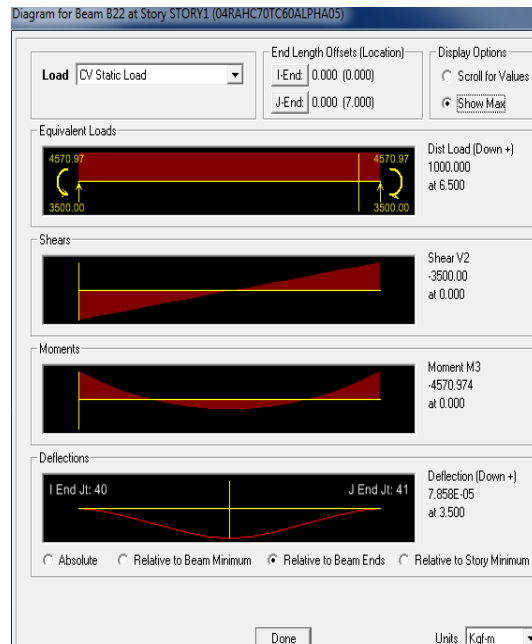 Diagram for Beam B22 at Story STORY1 (04RAHC70TC60ALPHA05)
Load CV Static Load
End Length Offsets (Location)
I-End: 0.000 (0.000)
J-End: 0.000 (7.000)
Display Options
Scroll for Values
Show Max
Equivalent Loads
4570.97 4570.97
3500.00 3500.00
Dist Load (Down +)
1000.000
at 6.500
Shears
Shear V2
-3500.00
at 0.000
Moments
Moment M3
-4570.974
at 0.000
Deflections
I End Jt: 40 J End Jt: 41
Deflection (Down +)
7.858E-05
at 3.500
Absolute Relative to Beam Minimum Relative to Beam Ends Relative to Story Minimum
Done Units Kgf-m